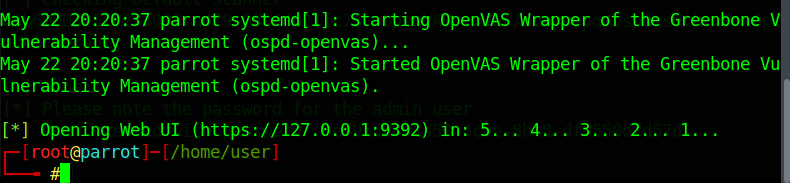 [*] Checking Default scanner
May 22 20:20:37 parrot systemd[1]: Starting OpenVAS Wrapper of the Greenbone V
ulnerability Management (ospd-openvas)...
May 22 20:20:37 parrot systemd[1]: Started OpenVAS Wrapper of the Greenbone Vu
lnerability Management (ospd-openvas).
[*] Please note the password for the admin user
[*] Opening Web UI (https://127.0.0.1:9392) in: 5... 4... 3... 2... 1...
┌─[root@parrot]─[/home/user]
└──╼ #